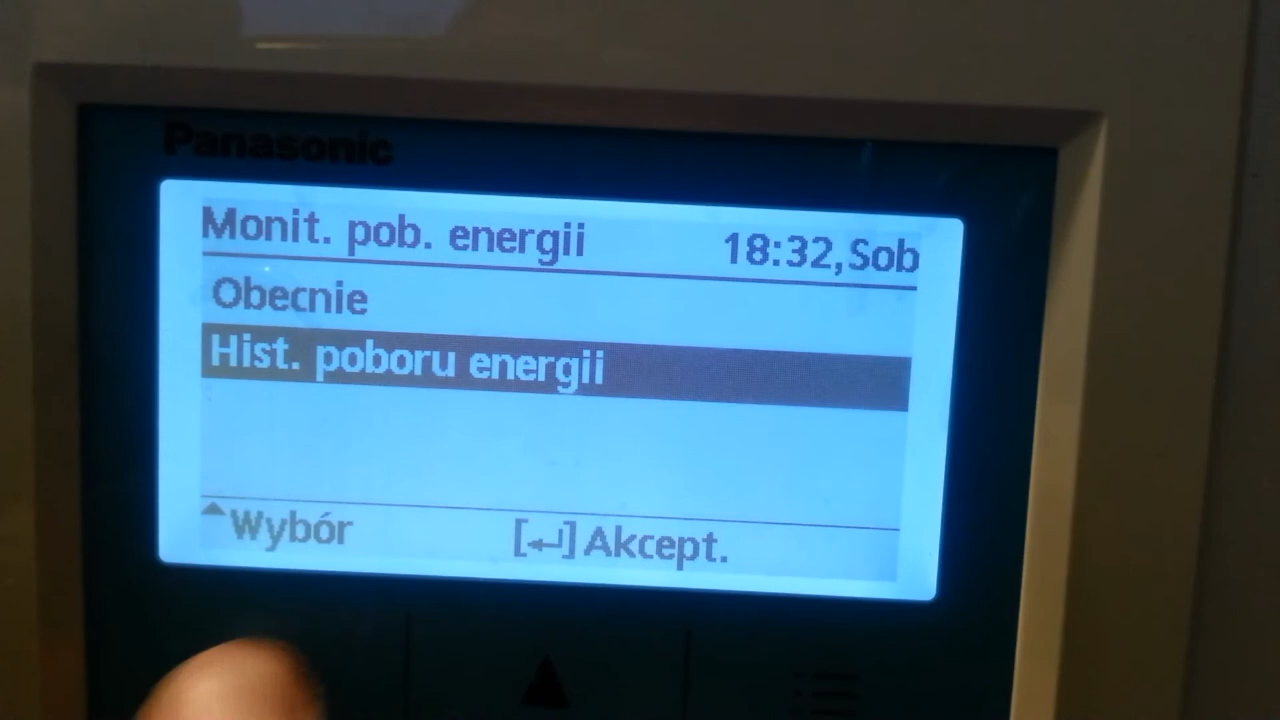 Panasonic
Monit. pob. energii 18:32,Sob
Obecnie
Hist. poboru energii
Wybór [↵] Akcept.